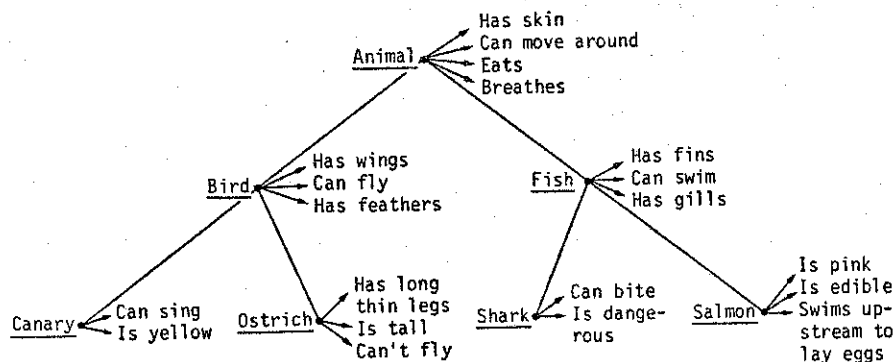 Animal
Has skin
Can move around
Eats
Breathes
Bird
Has wings
Can fly
Has feathers
Fish
Has fins
Can swim
Has gills
Canary
Can sing
Is yellow
Ostrich
Has long
thin legs
Is tall
Can't fly
Shark
Can bite
Is dange-
rous
Salmon
Is pink
Is edible
Swims up-
stream to
lay eggs